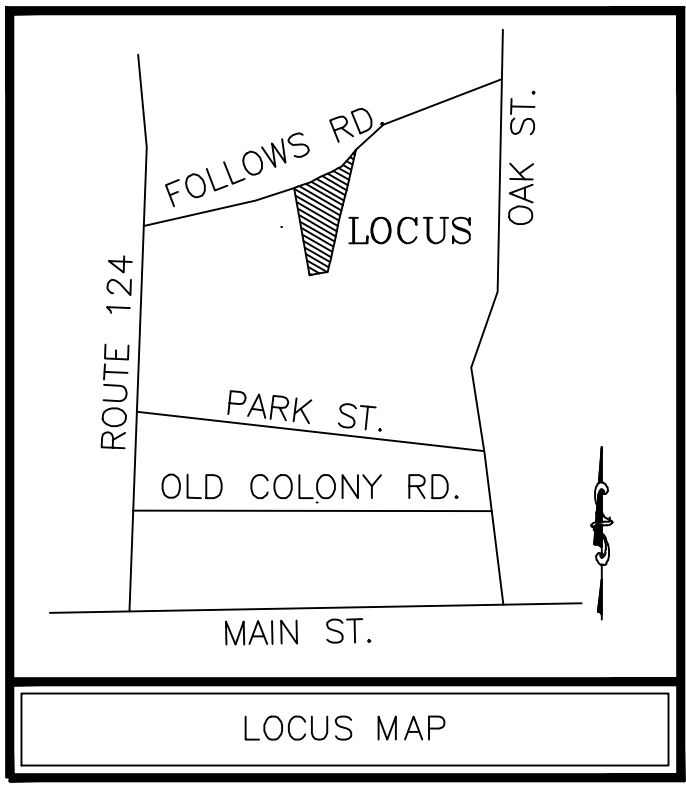 FOLLOWS RD.
OAK ST.
LOCUS
ROUTE 124
PARK ST.
OLD COLONY RD.
MAIN ST.
LOCUS MAP